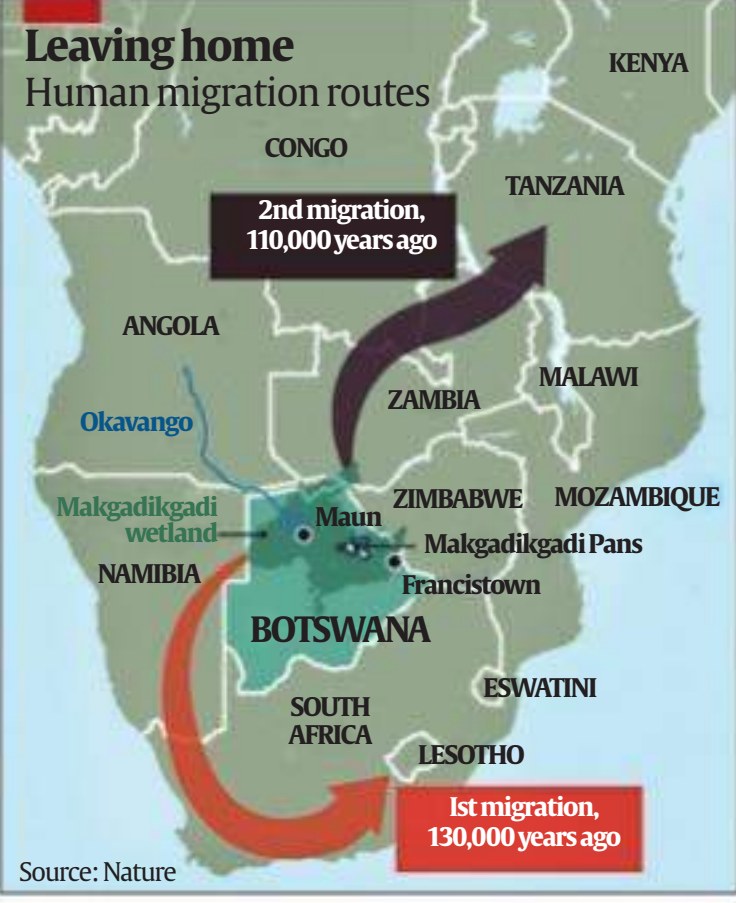 Leaving home
Human migration routes
KENYA
CONGO
TANZANIA
2nd migration,
110,000 years ago
ANGOLA
MALAWI
ZAMBIA
Okavango
ZIMBABWE
MOZAMBIQUE
Makgadikgadi
wetland
Maun
Makgadikgadi Pans
NAMIBIA
Francistown
BOTSWANA
ESWATINI
SOUTH
AFRICA
LESOTHO
Ist migration,
130,000 years ago
Source: Nature